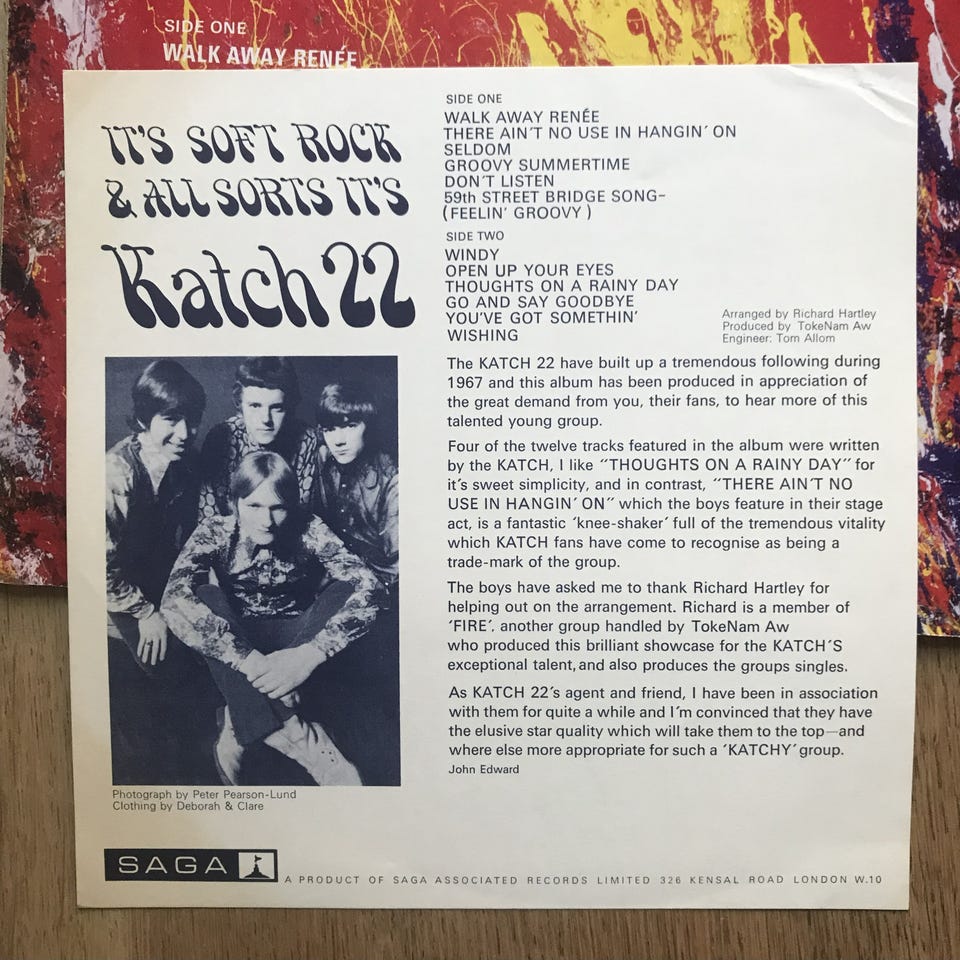 SIDE ONE
WALK AWAY RENÉE
IT'S SOFT ROCK
& ALL SORTS IT'S
Katch 22
SIDE ONE
WALK AWAY RENÉE
THERE AIN'T NO USE IN HANGIN' ON
SELDOM
GROOVY SUMMERTIME
DON'T LISTEN
59th STREET BRIDGE SONG–
(FEELIN' GROOVY)
SIDE TWO
WINDY
OPEN UP YOUR EYES
THOUGHTS ON A RAINY DAY
GO AND SAY GOODBYE
YOU'VE GOT SOMETHIN'
WISHING
Arranged by Richard Hartley
Produced by TokeNam Aw
Engineer: Tom Allom
The KATCH 22 have built up a tremendous following during
1967 and this album has been produced in appreciation of
the great demand from you, their fans, to hear more of this
talented young group.
Four of the twelve tracks featured in the album were written
by the KATCH, I like "THOUGHTS ON A RAINY DAY" for
it's sweet simplicity, and in contrast, "THERE AIN'T NO
USE IN HANGIN' ON" which the boys feature in their stage
act, is a fantastic 'knee-shaker' full of the tremendous vitality
which KATCH fans have come to recognise as being a
trade-mark of the group.
The boys have asked me to thank Richard Hartley for
helping out on the arrangement. Richard is a member of
'FIRE', another group handled by TokeNam Aw
who produced this brilliant showcase for the KATCH'S
exceptional talent, and also produces the groups singles.
As KATCH 22's agent and friend, I have been in association
with them for quite a while and I'm convinced that they have
the elusive star quality which will take them to the top—and
where else more appropriate for such a 'KATCHY' group.
John Edward
Photograph by Peter Pearson-Lund
Clothing by Deborah & Clare
SAGA
A PRODUCT OF SAGA ASSOCIATED RECORDS LIMITED 326 KENSAL ROAD LONDON W.10